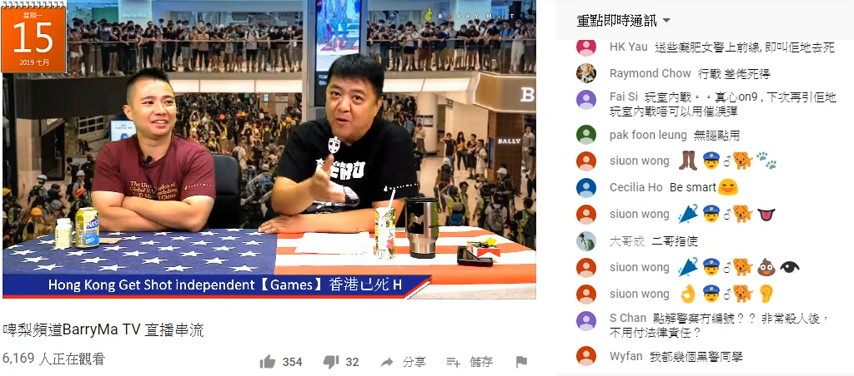 星期一
15
2019 七月
BARRYMATV
BALLY
Hong Kong Get Shot independent【Games】香港已死 H
啤梨頻道BarryMa TV 直播串流
6,169 人正在觀看
354
32
分享
儲存
重點即時通訊
HK Yau 送些癡肥女警上前線, 即叫佢地去死
Raymond Chow 行戰 差佬死得
Fai Si 玩室內戰。。真心on9 , 下次再引佢地
玩室內戰唔可以用催淚彈
pak foon leung 無腦點用
siuon wong 👢👮♂🐕🐾
Cecilia Ho Be smart😄
siuon wong 🌂👮♂🐕👅
大哥成 二哥指使
siuon wong 🌂👮♂🐕💩👁
siuon wong 👌👮♂🐕👂
S Chan 點解警察冇編號？？ 非常殺人後，
不用付法律責任？
Wyfan 我都幾個黑警同學